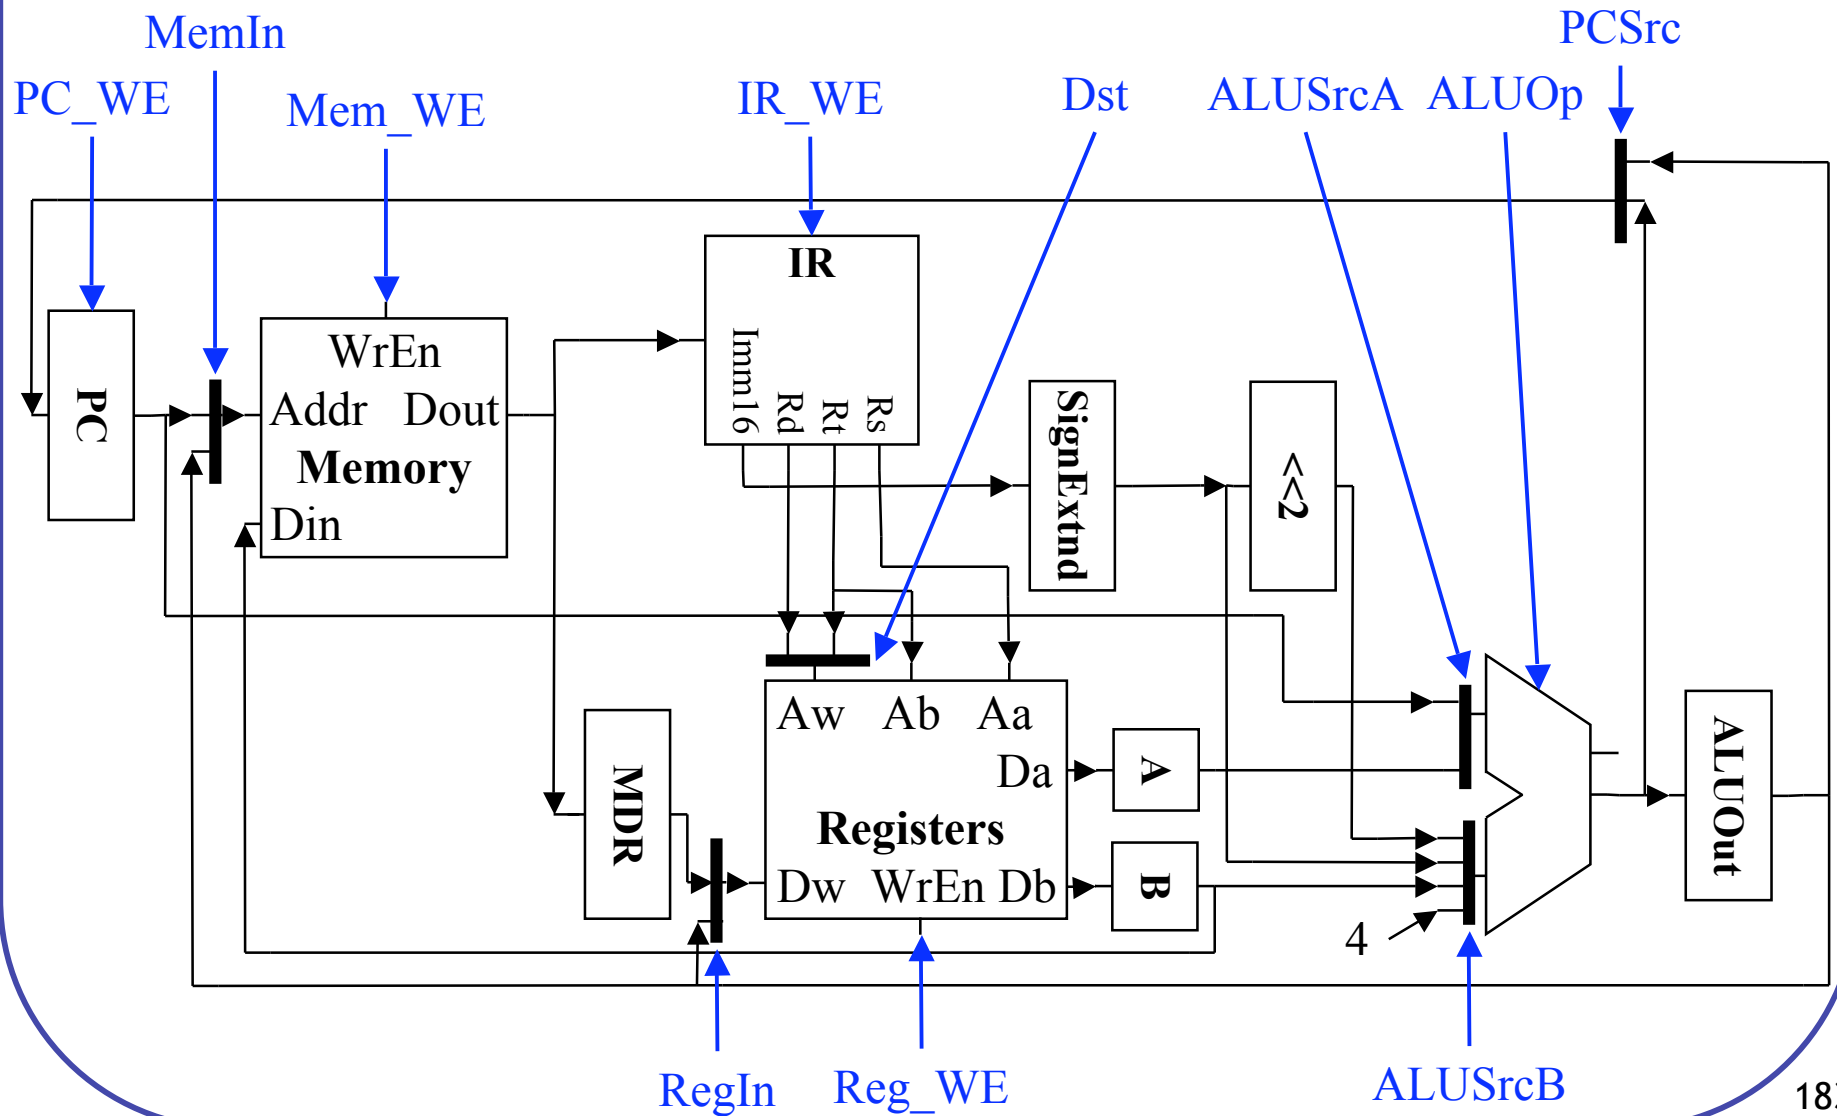 MemIn
PCSrc
PC_WE
Mem_WE
IR_WE
Dst
ALUSrcA
ALUOp
IR
Imm16
Rd
Rt
Rs
PC
WrEn
Addr Dout
Memory
Din
SignExtnd
<<2
Aw Ab Aa
Da
Registers
Dw WrEn Db
MDR
A
B
4
ALUOut
RegIn
Reg_WE
ALUSrcB